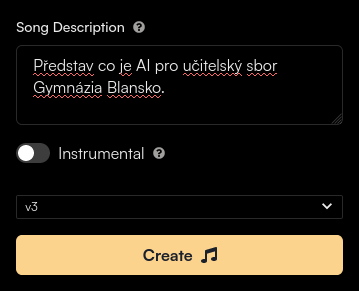 Song Description
Představ co je AI pro učitelský sbor
Gymnázia Blansko.
Instrumental
v3
Create